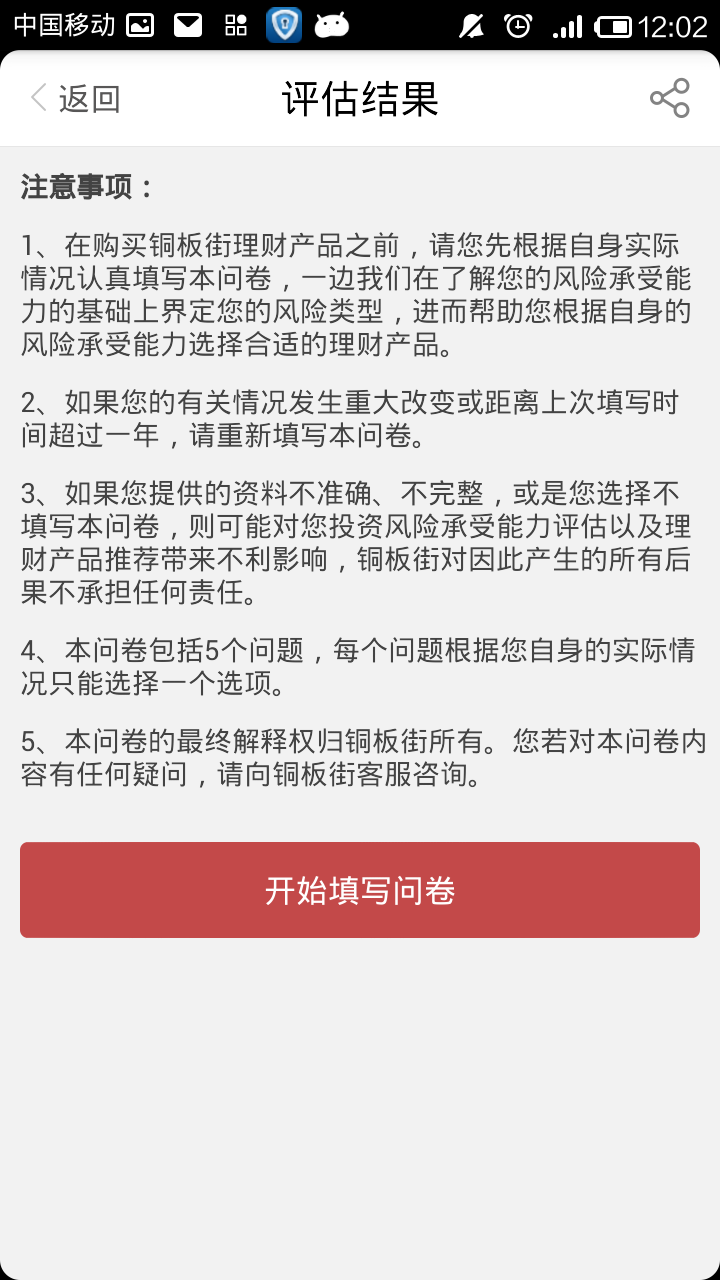 中国移动 12:02
返回 评估结果
注意事项：
1、在购买铜板街理财产品之前，请您先根据自身实际
情况认真填写本问卷，一边我们在了解您的风险承受能
力的基础上界定您的风险类型，进而帮助您根据自身的
风险承受能力选择合适的理财产品。
2、如果您的有关情况发生重大改变或距离上次填写时
间超过一年，请重新填写本问卷。
3、如果您提供的资料不准确、不完整，或是您选择不
填写本问卷，则可能对您投资风险承受能力评估以及理
财产品推荐带来不利影响，铜板街对因此产生的所有后
果不承担任何责任。
4、本问卷包括5个问题，每个问题根据您自身的实际情
况只能选择一个选项。
5、本问卷的最终解释权归铜板街所有。您若对本问卷内
容有任何疑问，请向铜板街客服咨询。
开始填写问卷